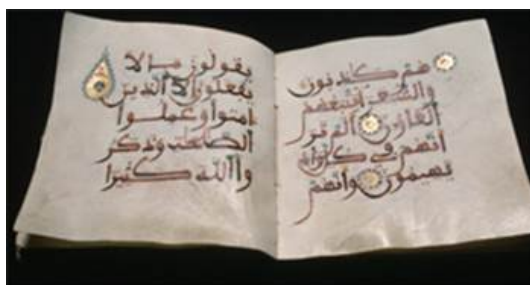 هم كذبون
والشعرا يتبعهم
الغاون الم تر
انهم في كل واد
يهيمون وانهم
يقولون ما لا
يفعلون الا الذين
امنوا وعملوا
الصلحت وذكر
وا الله كثيرا